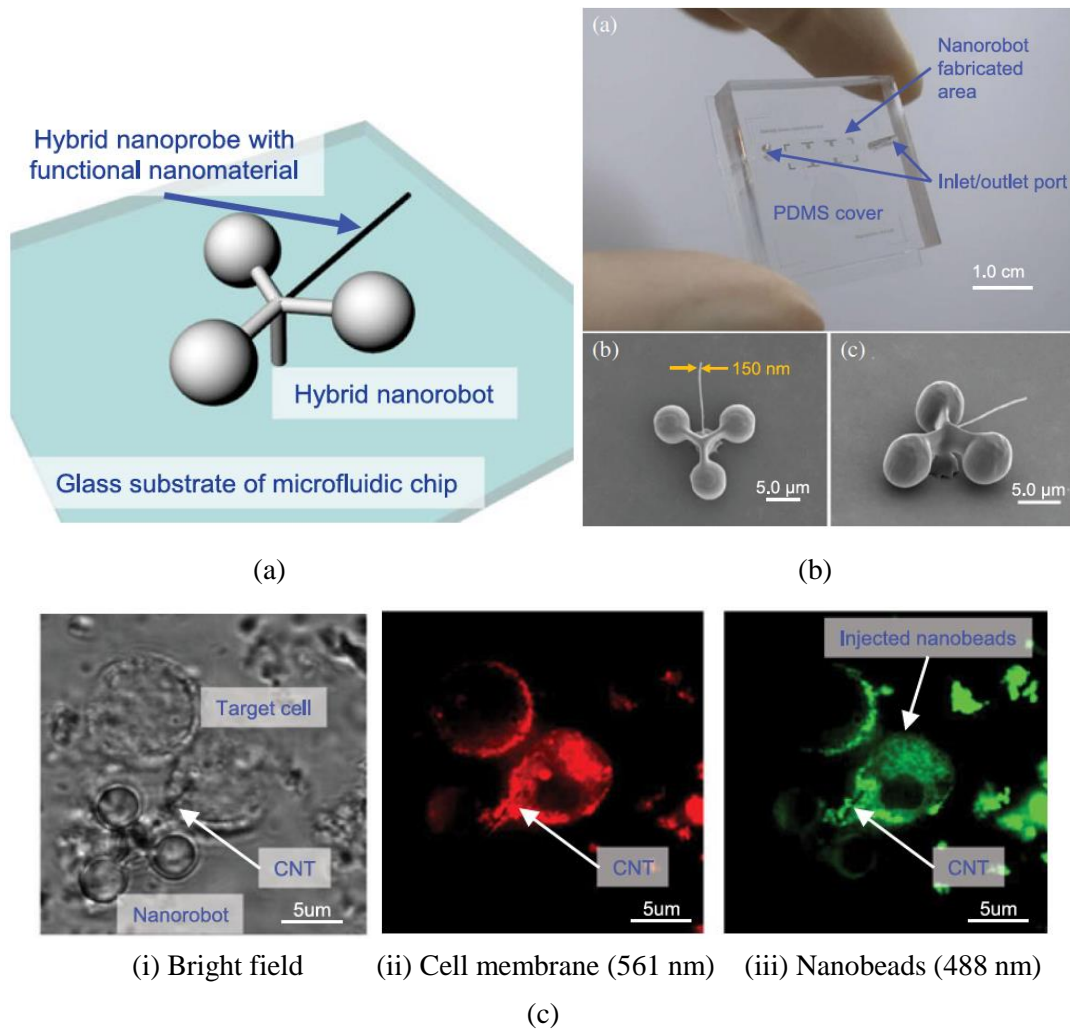 Hybrid nanoprobe with
functional nanomaterial
Hybrid nanorobot
Glass substrate of microfluidic chip
(a)
(a)
Nanorobot
fabricated
area
Inlet/outlet port
PDMS cover
1.0 cm
(b)
150 nm
5.0 µm
(c)
5.0 µm
(b)
Target cell
CNT
Nanorobot
5um
(i) Bright field
CNT
5um
(ii) Cell membrane (561 nm)
Injected nanobeads
CNT
5um
(iii) Nanobeads (488 nm)
(c)